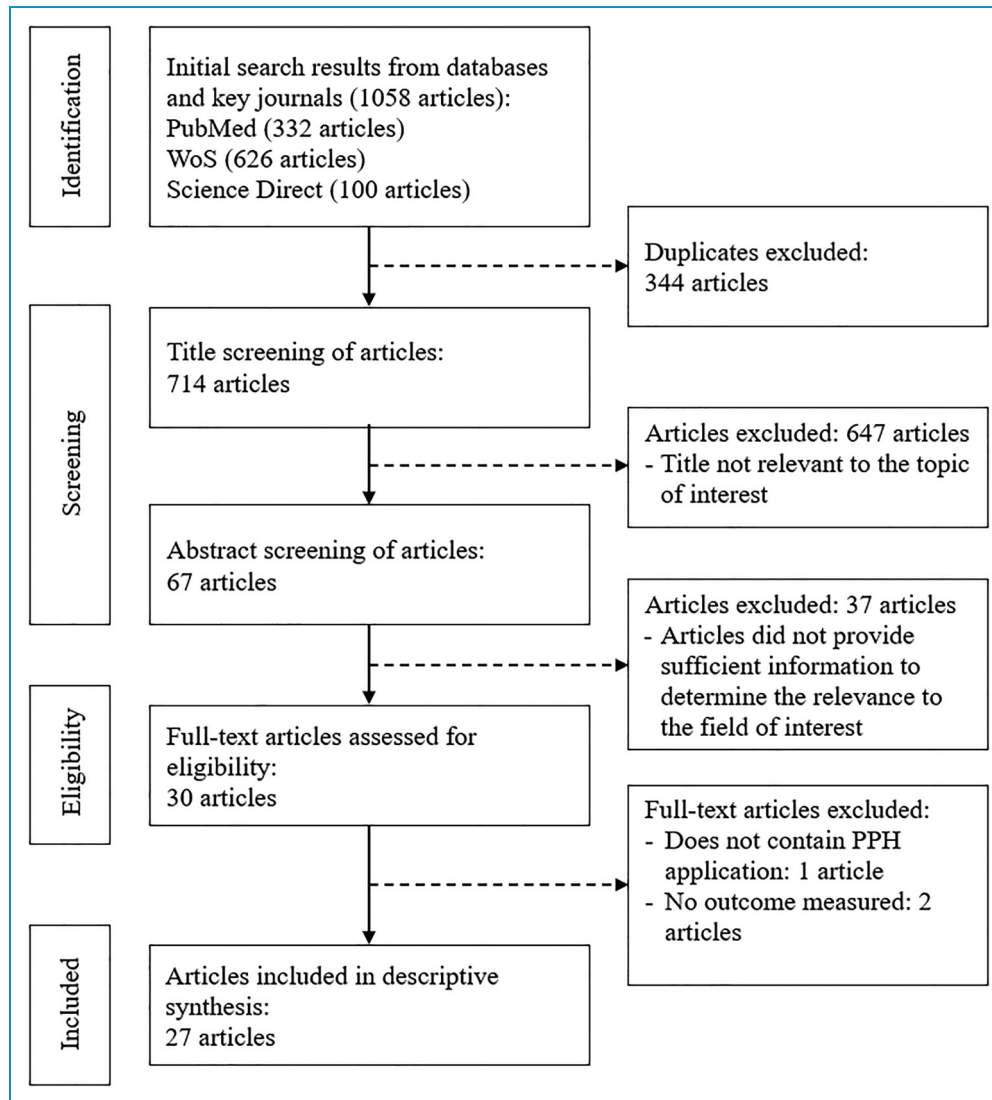 Identification
Initial search results from databases
and key journals (1058 articles):
PubMed (332 articles)
WoS (626 articles)
Science Direct (100 articles)
Duplicates excluded:
344 articles
Screening
Title screening of articles:
714 articles
Articles excluded: 647 articles
- Title not relevant to the topic
of interest
Abstract screening of articles:
67 articles
Articles excluded: 37 articles
- Articles did not provide
sufficient information to
determine the relevance to
the field of interest
Eligibility
Full-text articles assessed for
eligibility:
30 articles
Full-text articles excluded:
- Does not contain PPH
application: 1 article
- No outcome measured: 2
articles
Included
Articles included in descriptive
synthesis:
27 articles